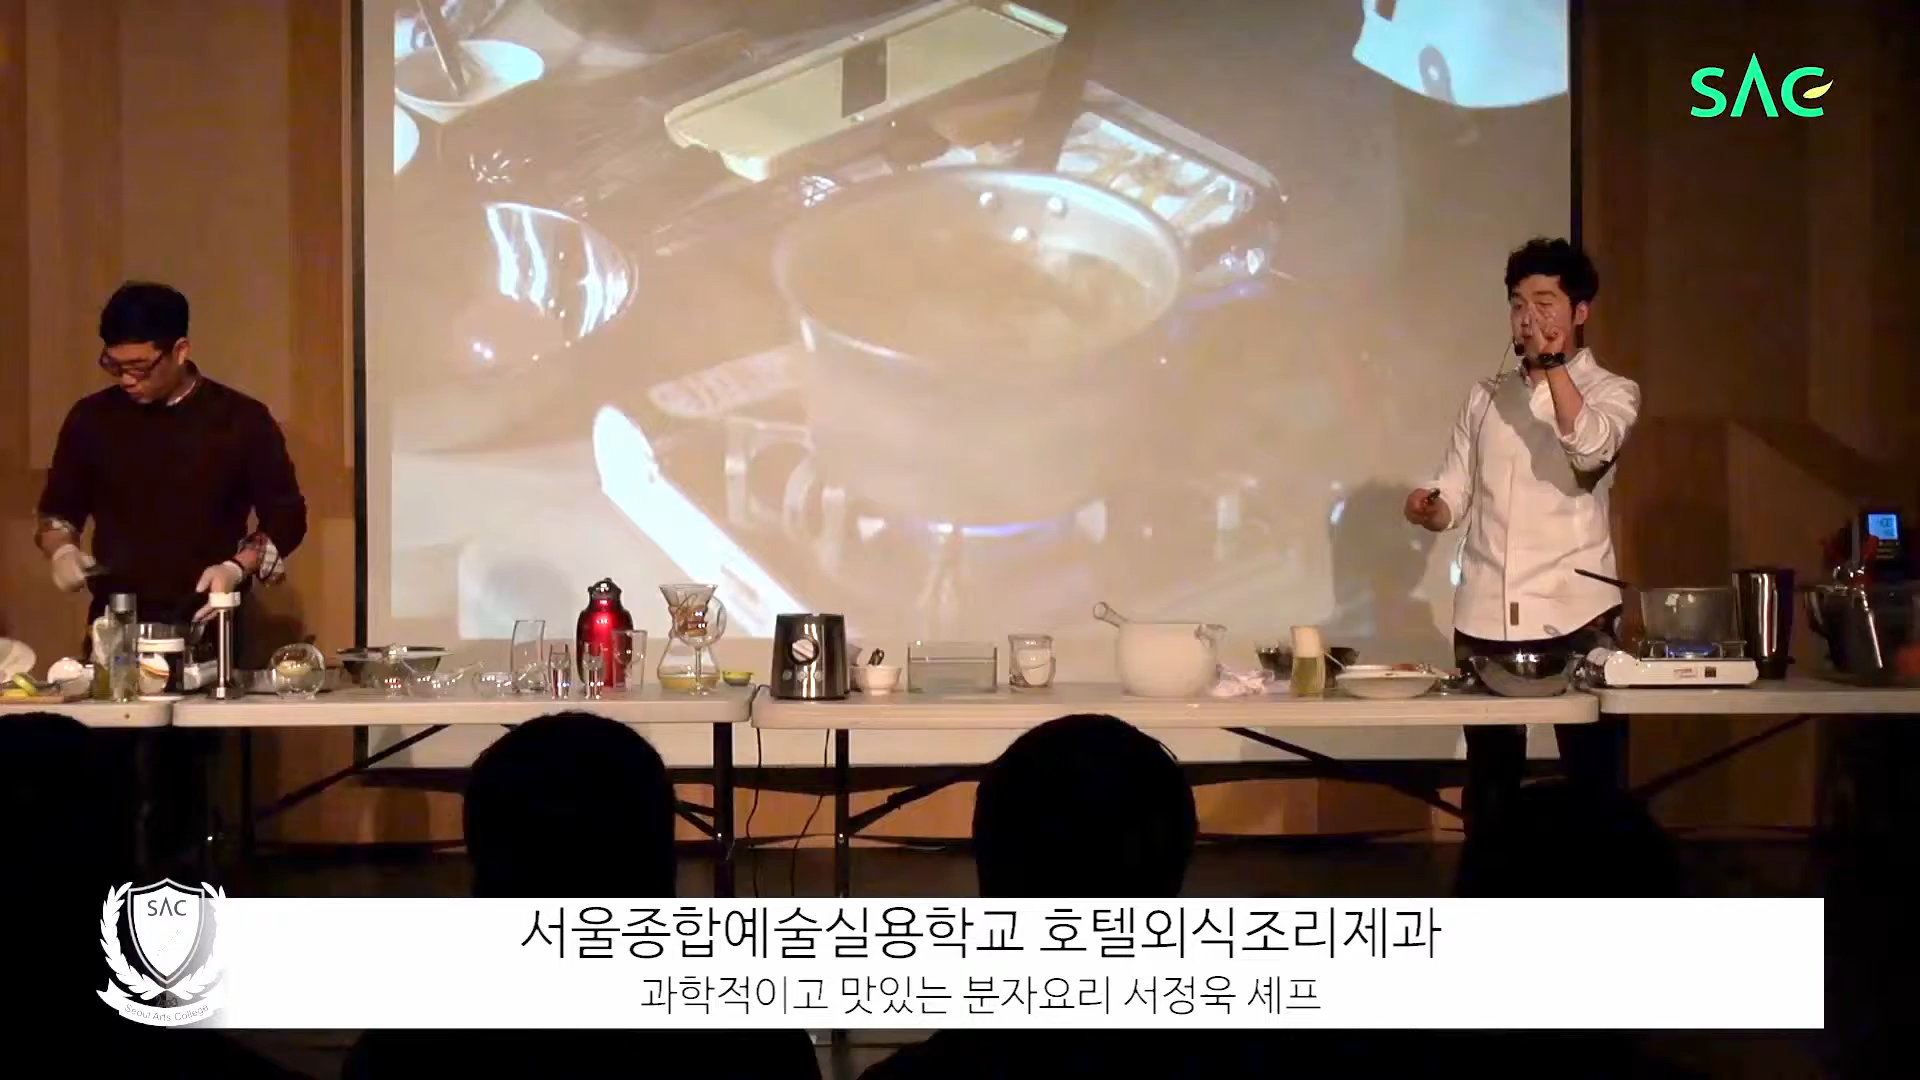 SAC
SAC
Seoul Arts College
서울종합예술실용학교 호텔외식조리제과
과학적이고 맛있는 분자요리 서정욱 셰프